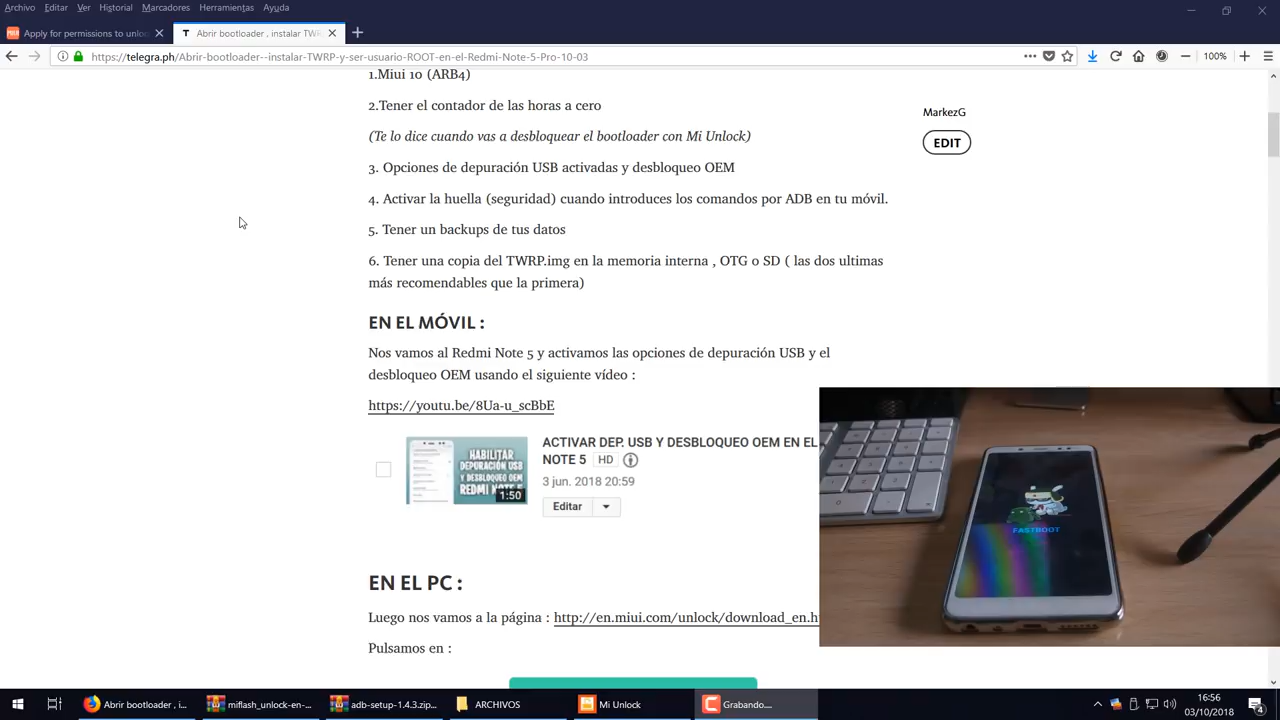 Archivo Editar Ver Historial Marcadores Herramientas Ayuda
Apply for permissions to unloc
Abrir bootloader , instalar TWR
https://telegra.ph/Abrir-bootloader--instalar-TWRP-y-ser-usuario-ROOT-en-el-Redmi-Note-5-Pro-10-03
100%
1.Miui 10 (ARB4)
2.Tener el contador de las horas a cero
(Te lo dice cuando vas a desbloquear el bootloader con Mi Unlock)
3. Opciones de depuración USB activadas y desbloqueo OEM
4. Activar la huella (seguridad) cuando introduces los comandos por ADB en tu móvil.
5. Tener un backups de tus datos
6. Tener una copia del TWRP.img en la memoria interna , OTG o SD ( las dos ultimas
más recomendables que la primera)
MarkezG
EDIT
EN EL MÓVIL :
Nos vamos al Redmi Note 5 y activamos las opciones de depuración USB y el
desbloqueo OEM usando el siguiente vídeo :
https://youtu.be/8Ua-u_scBbE
HABILITAR
DEPURACIÓN USB
Y DESBLOQUEO OEM
REDMI NOTE 5
1:50
ACTIVAR DEP. USB Y DESBLOQUEO OEM EN EL
NOTE 5 HD
3 jun. 2018 20:59
Editar
FASTBOOT
EN EL PC :
Luego nos vamos a la página : http://en.miui.com/unlock/download_en.h
Pulsamos en :
Abrir bootloader , i...
miflash_unlock-en-...
adb-setup-1.4.3.zip...
ARCHIVOS
Mi Unlock
Grabando....
16:56
03/10/2018
4